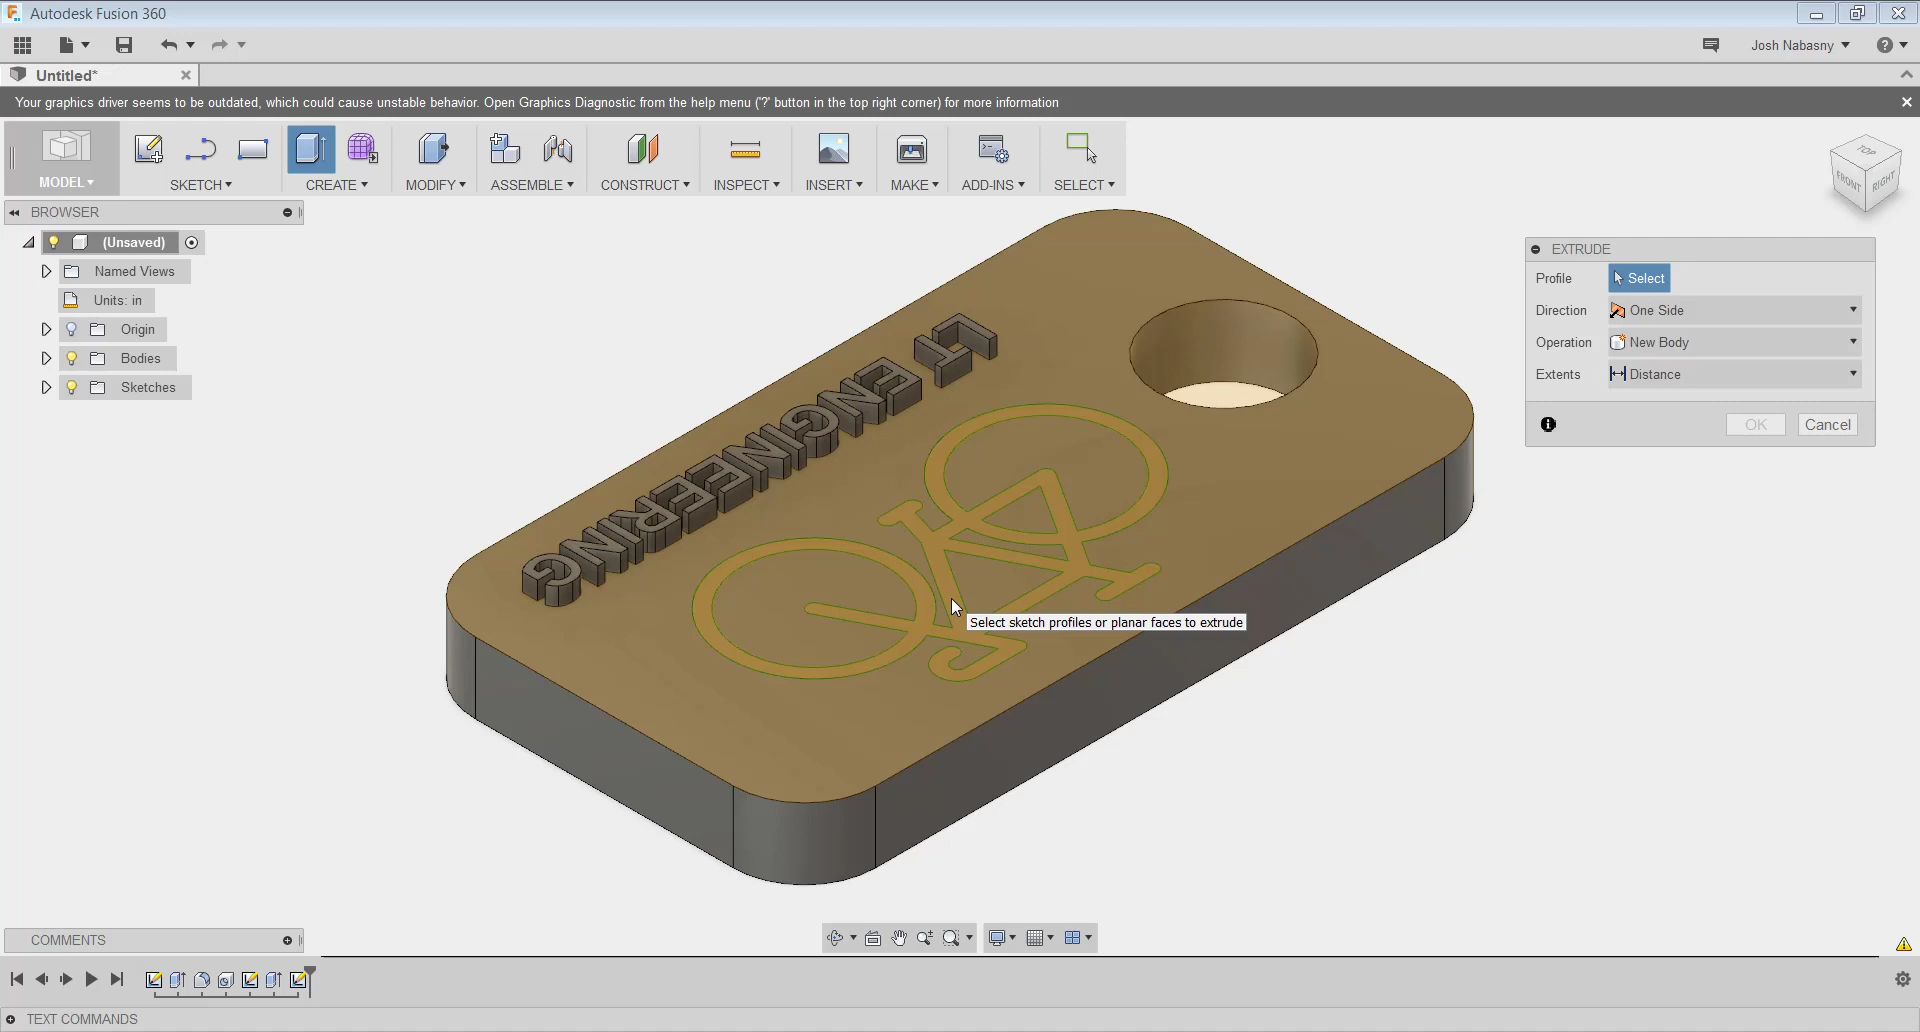 Autodesk Fusion 360
Josh Nabasny
Untitled*
Your graphics driver seems to be outdated, which could cause unstable behavior. Open Graphics Diagnostic from the help menu ('?' button in the top right corner) for more information
MODEL
SKETCH
CREATE
MODIFY
ASSEMBLE
CONSTRUCT
INSPECT
INSERT
MAKE
ADD-INS
SELECT
TOP
FRONT
RIGHT
BROWSER
(Unsaved)
Named Views
Units: in
Origin
Bodies
Sketches
EXTRUDE
Profile Select
Direction One Side
Operation New Body
Extents Distance
OK Cancel
LT ENGINEERING
Select sketch profiles or planar faces to extrude
COMMENTS
TEXT COMMANDS